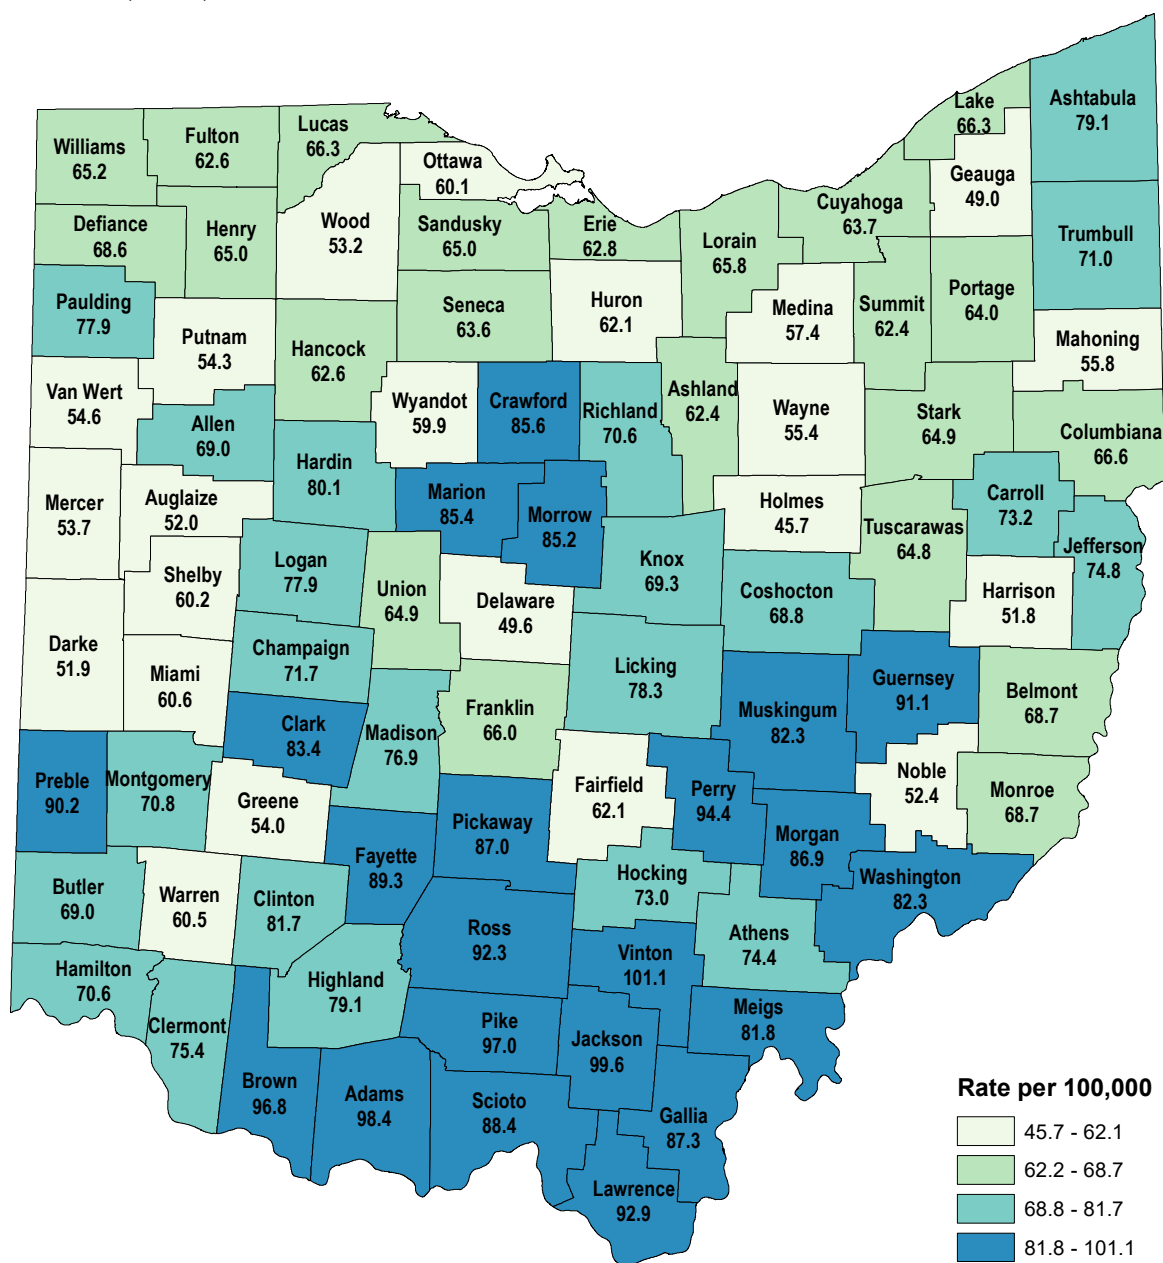 Lake
66.3
Ashtabula
79.1
Williams
65.2
Fulton
62.6
Lucas
66.3
Ottawa
60.1
Geauga
49.0
Defiance
68.6
Henry
65.0
Wood
53.2
Sandusky
65.0
Erie
62.8
Lorain
65.8
Cuyahoga
63.7
Trumbull
71.0
Paulding
77.9
Putnam
54.3
Hancock
62.6
Seneca
63.6
Huron
62.1
Medina
57.4
Summit
62.4
Portage
64.0
Mahoning
55.8
Van Wert
54.6
Allen
69.0
Wyandot
59.9
Crawford
85.6
Richland
70.6
Ashland
62.4
Wayne
55.4
Stark
64.9
Columbiana
66.6
Mercer
53.7
Auglaize
52.0
Hardin
80.1
Marion
85.4
Morrow
85.2
Holmes
45.7
Tuscarawas
64.8
Carroll
73.2
Jefferson
74.8
Shelby
60.2
Logan
77.9
Union
64.9
Delaware
49.6
Knox
69.3
Coshocton
68.8
Harrison
51.8
Darke
51.9
Miami
60.6
Champaign
71.7
Licking
78.3
Muskingum
82.3
Guernsey
91.1
Belmont
68.7
Clark
83.4
Madison
76.9
Franklin
66.0
Preble
90.2
Montgomery
70.8
Greene
54.0
Fairfield
62.1
Perry
94.4
Noble
52.4
Monroe
68.7
Pickaway
87.0
Morgan
86.9
Fayette
89.3
Butler
69.0
Warren
60.5
Clinton
81.7
Hocking
73.0
Washington
82.3
Ross
92.3
Vinton
101.1
Athens
74.4
Hamilton
70.6
Highland
79.1
Clermont
75.4
Pike
97.0
Jackson
99.6
Meigs
81.8
Brown
96.8
Adams
98.4
Scioto
88.4
Gallia
87.3
Lawrence
92.9
Rate per 100,000
45.7 - 62.1
62.2 - 68.7
68.8 - 81.7
81.8 - 101.1